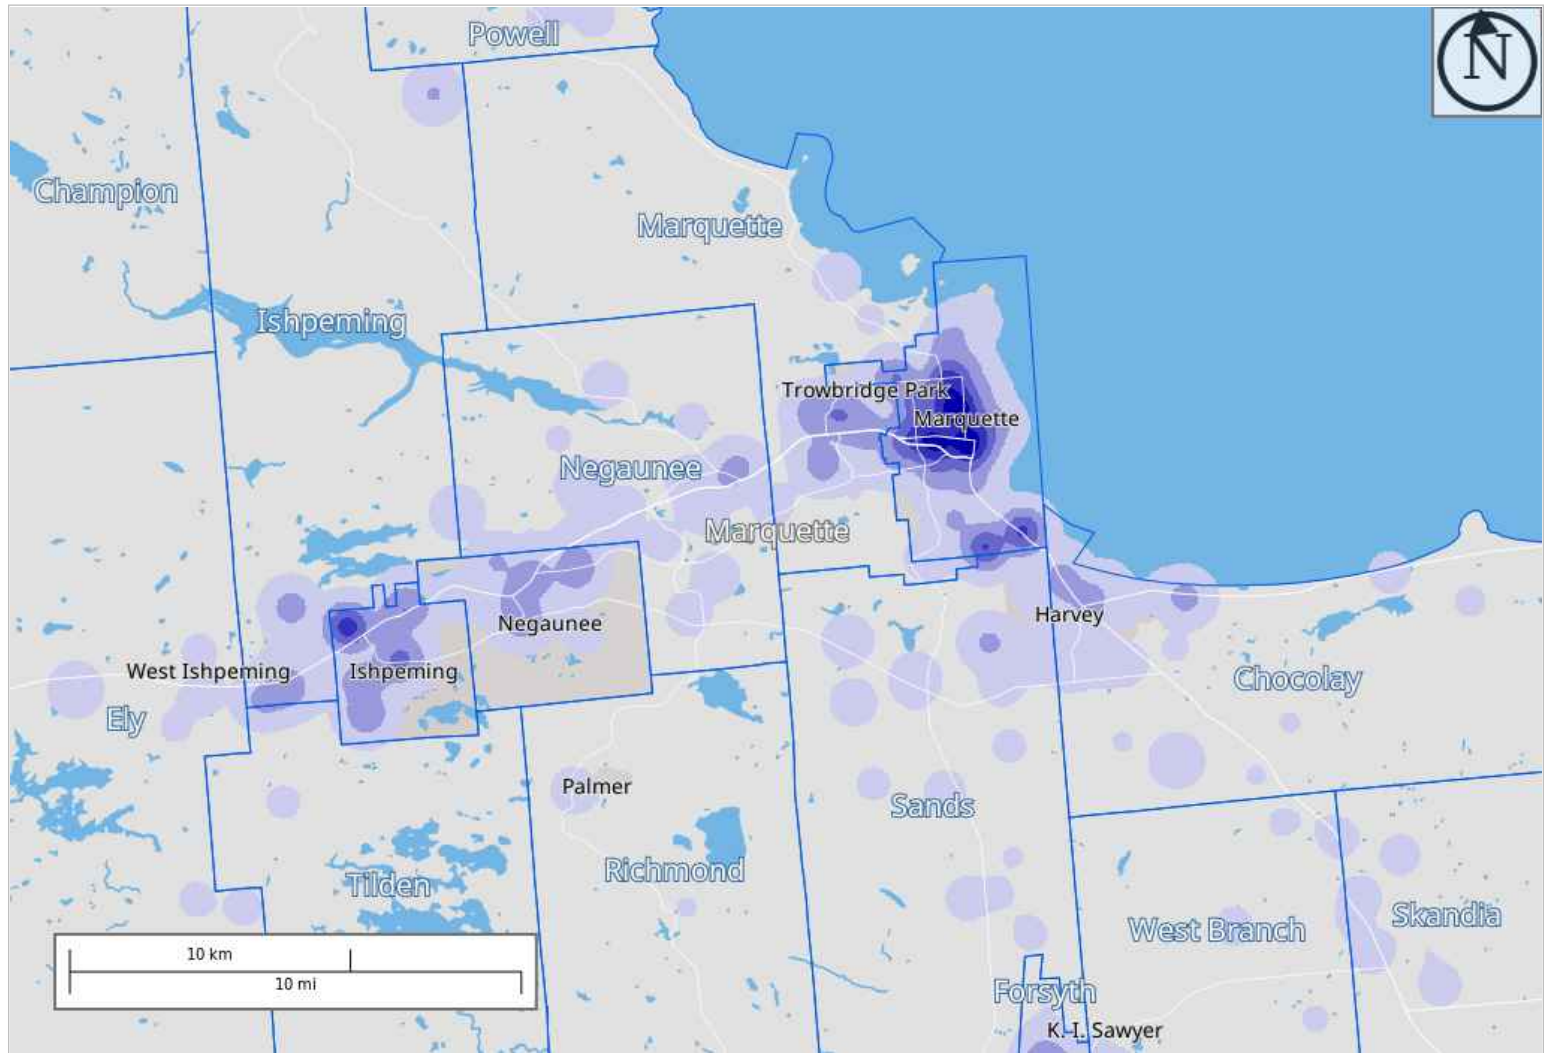 Powell
N
Champion
Marquette
Ishpeming
Trowbridge Park
Marquette
Negaunee
Marquette
Harvey
Negaunee
West Ishpeming
Ishpeming
Chocolay
Ely
Palmer
Sands
Richmond
Tilden
West Branch
Skandia
10 km
10 mi
Forsyth
K. I. Sawyer